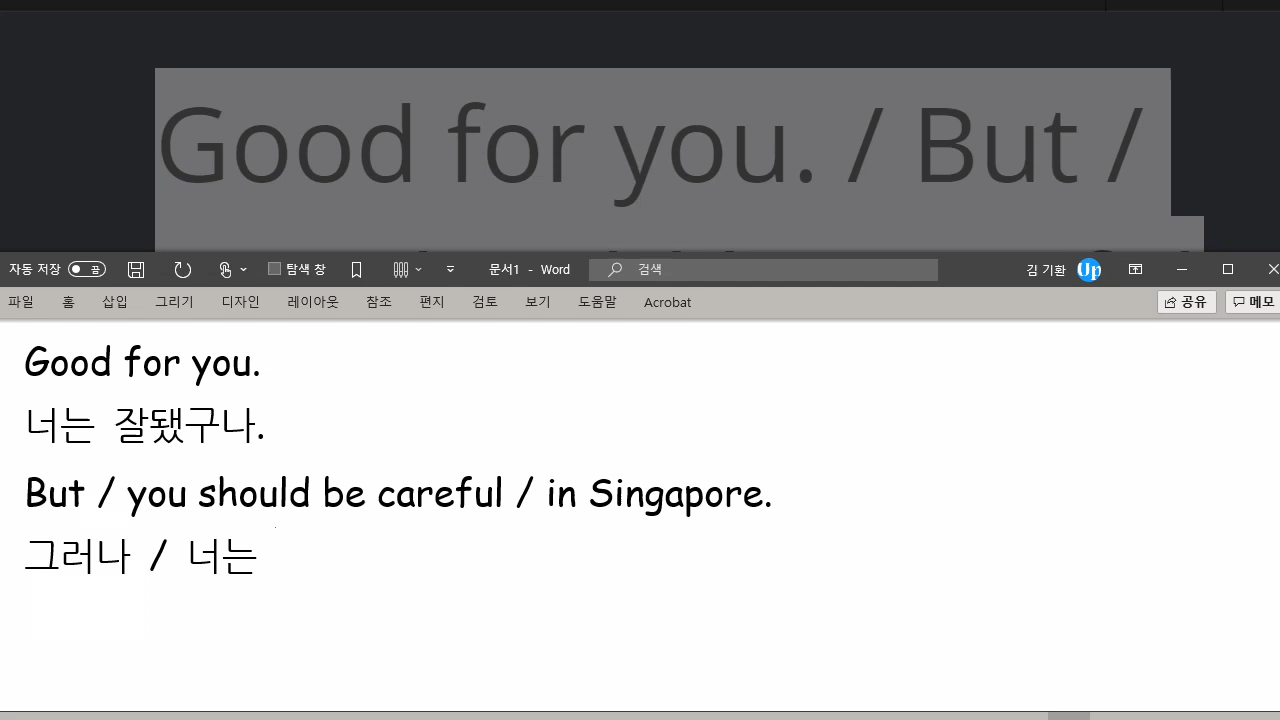 Good for you. / But /
자동 저장 끔 탐색 창 문서1 - Word 검색 김 기환 Up
파일 홈 삽입 그리기 디자인 레이아웃 참조 편지 검토 보기 도움말 Acrobat 공유 메모
Good for you.
너는 잘됐구나.
But / you should be careful / in Singapore.
그러나 / 너는